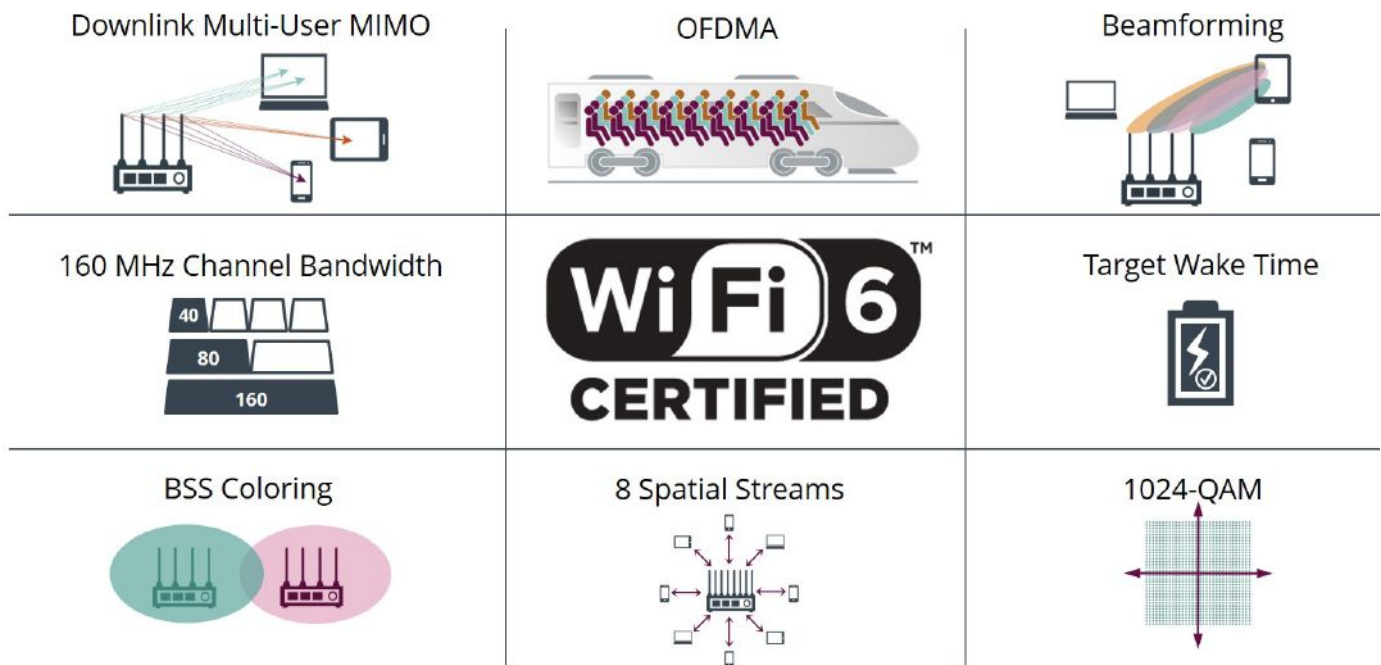 Downlink Multi-User MIMO
OFDMA
Beamforming
160 MHz Channel Bandwidth
40
80
160
Wi Fi 6 ™
CERTIFIED
Target Wake Time
BSS Coloring
8 Spatial Streams
1024-QAM